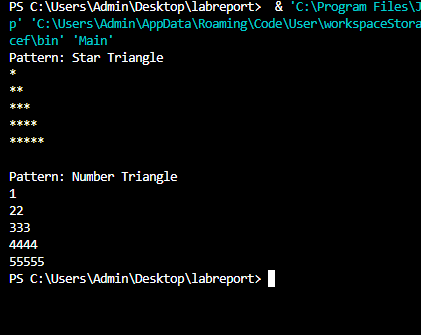 PS C:\Users\Admin\Desktop\labreport>  & 'C:\Program Files\J
p' 'C:\Users\Admin\AppData\Roaming\Code\User\workspaceStora
cef\bin' 'Main'
Pattern: Star Triangle
*
**
***
****
*****

Pattern: Number Triangle
1
22
333
4444
55555
PS C:\Users\Admin\Desktop\labreport>